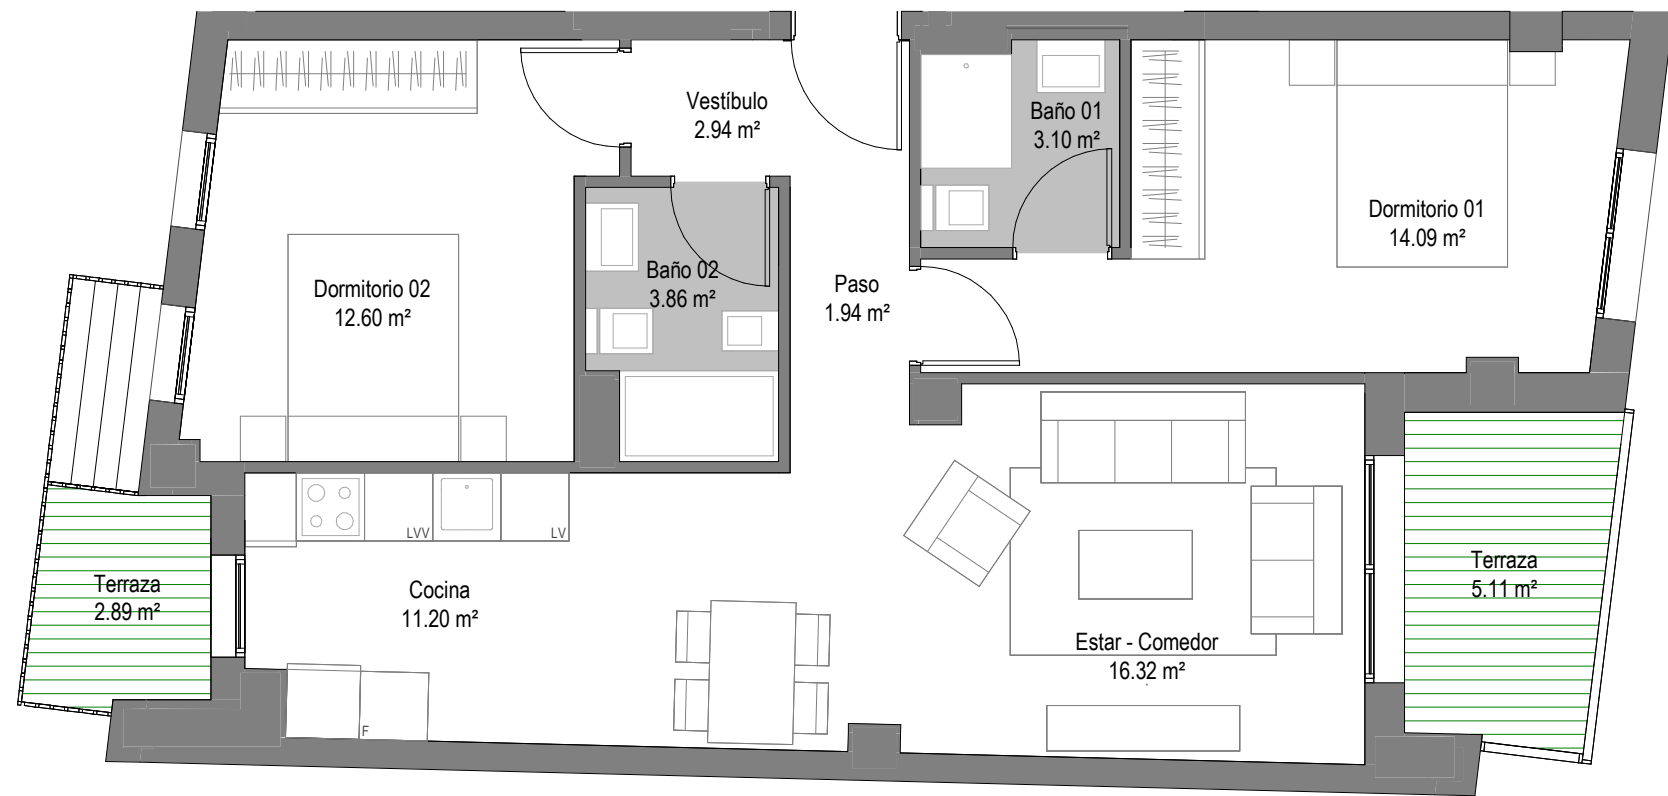 Vestíbulo
2.94 m²
Baño 01
3.10 m²
Dormitorio 01
14.09 m²
Dormitorio 02
12.60 m²
Baño 02
3.86 m²
Paso
1.94 m²
LVV
LV
Terraza
2.89 m²
Cocina
11.20 m²
Estar - Comedor
16.32 m²
Terraza
5.11 m²
F